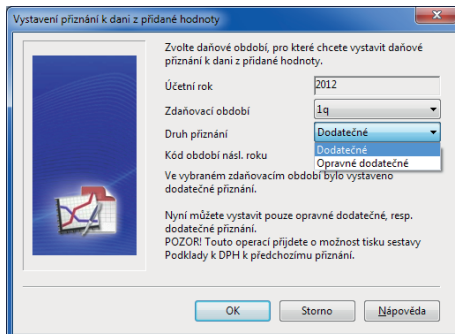 Vystavení přiznání k dani z přidané hodnoty
Zvolte daňové období, pro které chcete vystavit daňové
přiznání k dani z přidané hodnoty.
Účetní rok 2012
Zdaňovací období 1q
Druh přiznání Dodatečné
Dodatečné
Kód období násl. roku Opravné dodatečné
Ve vybraném zdaňovacím období bylo vystaveno
dodatečné přiznání.
Nyní můžete vystavit pouze opravné dodatečné, resp.
dodatečné přiznání.
POZOR! Touto operací přijdete o možnost tisku sestavy
Podklady k DPH k předchozímu přiznání.
OK Storno Nápověda